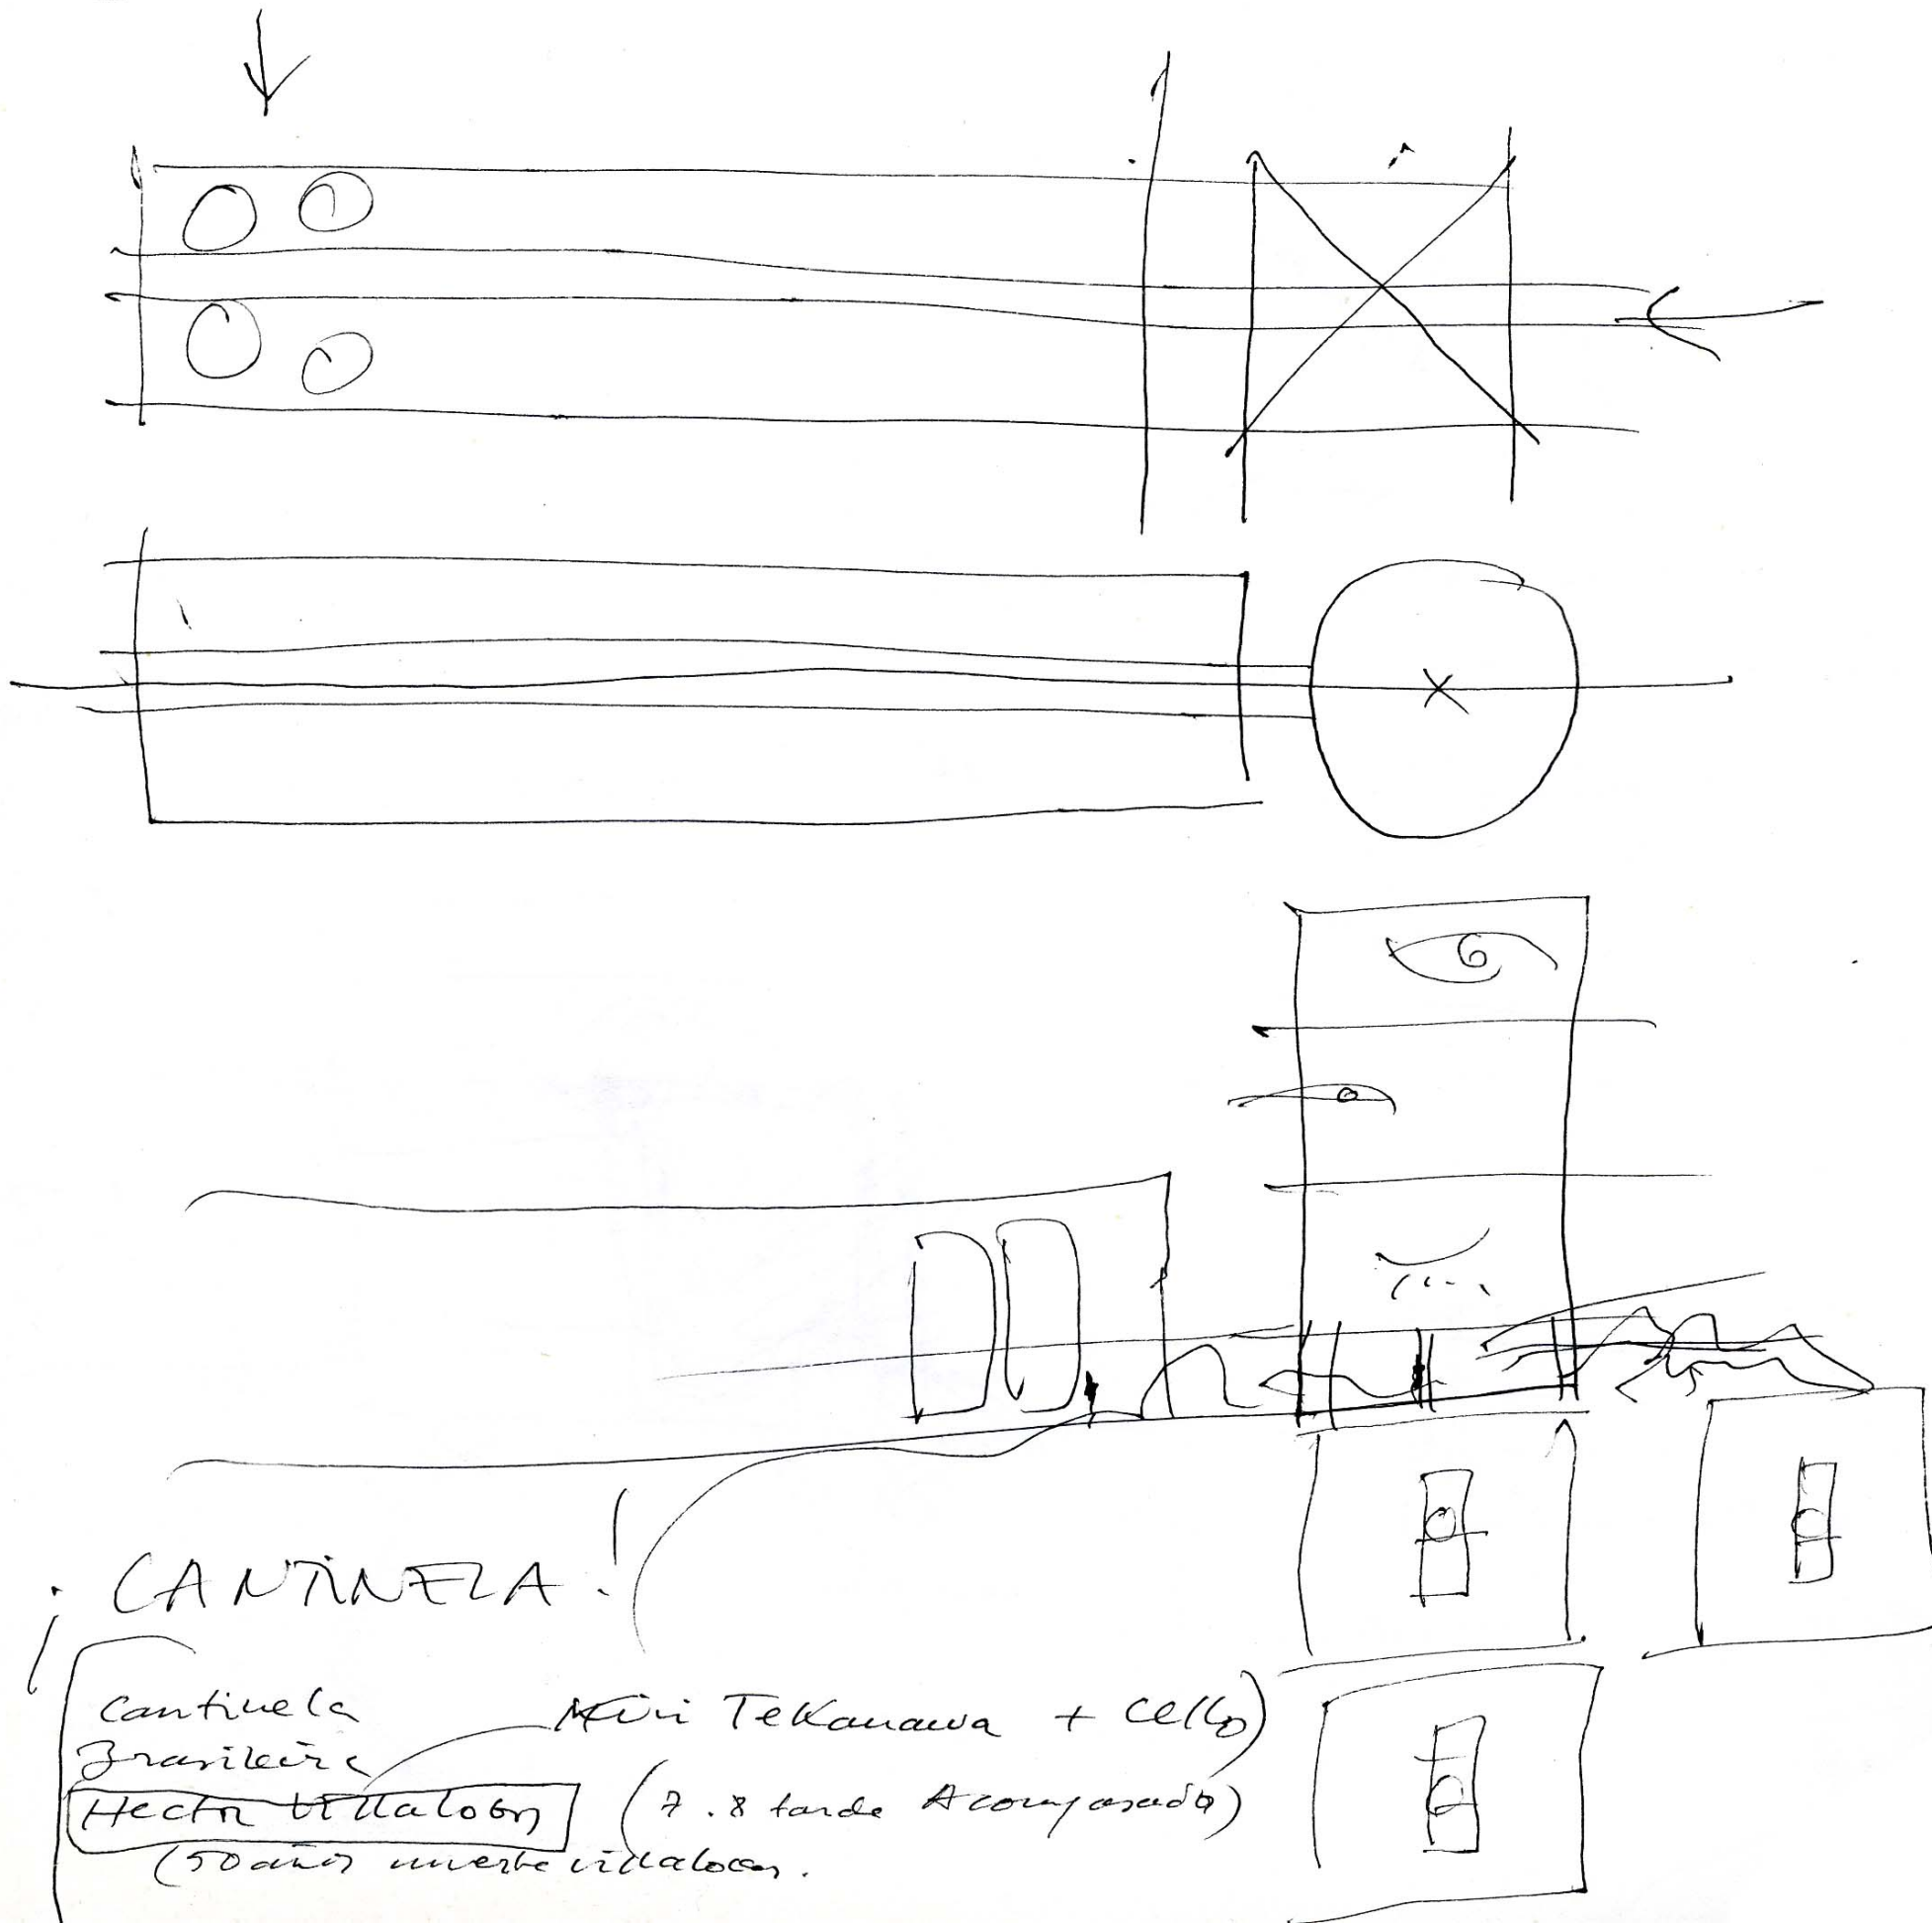 ¡CANTINELA!
Cantinela Kiri TeKanawa + Cello
Brasileira
Hector Villalobos (7.8 tarde Acompasado)
(50 años muerte villalobos.